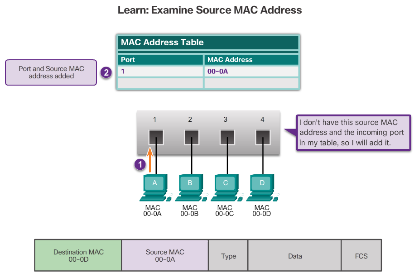 Learn: Examine Source MAC Address
MAC Address Table
Port MAC Address
1 00-0A
Port and Source MAC
address added
2
1 2 3 4
I don't have this source MAC
address and the incoming port
in my table, so I will add it.
1
A B C D
MAC MAC MAC MAC
00-0A 00-0B 00-0C 00-0D
Destination MAC Source MAC Type Data FCS
00-0D 00-0A